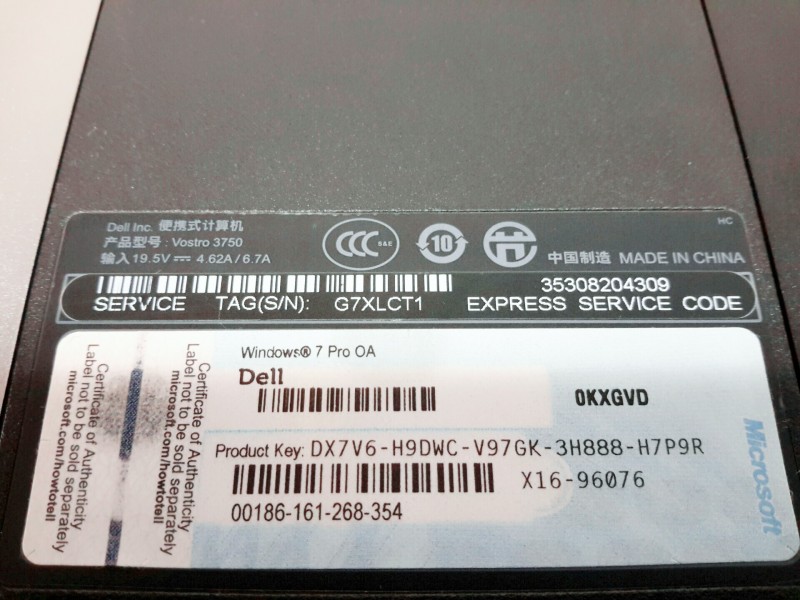 Dell Inc. 便携式计算机
产品型号: Vostro 3750
输入19.5V⎓ 4.62A / 6.7A
CCC S&E
10
中国制造 MADE IN CHINA
HC
35308204309
SERVICE TAG(S/N): G7XLCT1 EXPRESS SERVICE CODE
Certificate of Authenticity
Label not to be sold separately
microsoft.com/howtotell
Certificate of Authenticity
Label not to be sold separately
microsoft.com/howtotell
Windows® 7 Pro OA
Dell
0KXGVD
Product Key: DX7V6-H9DWC-V97GK-3H888-H7P9R
X16-96076
00186-161-268-354
Microsoft